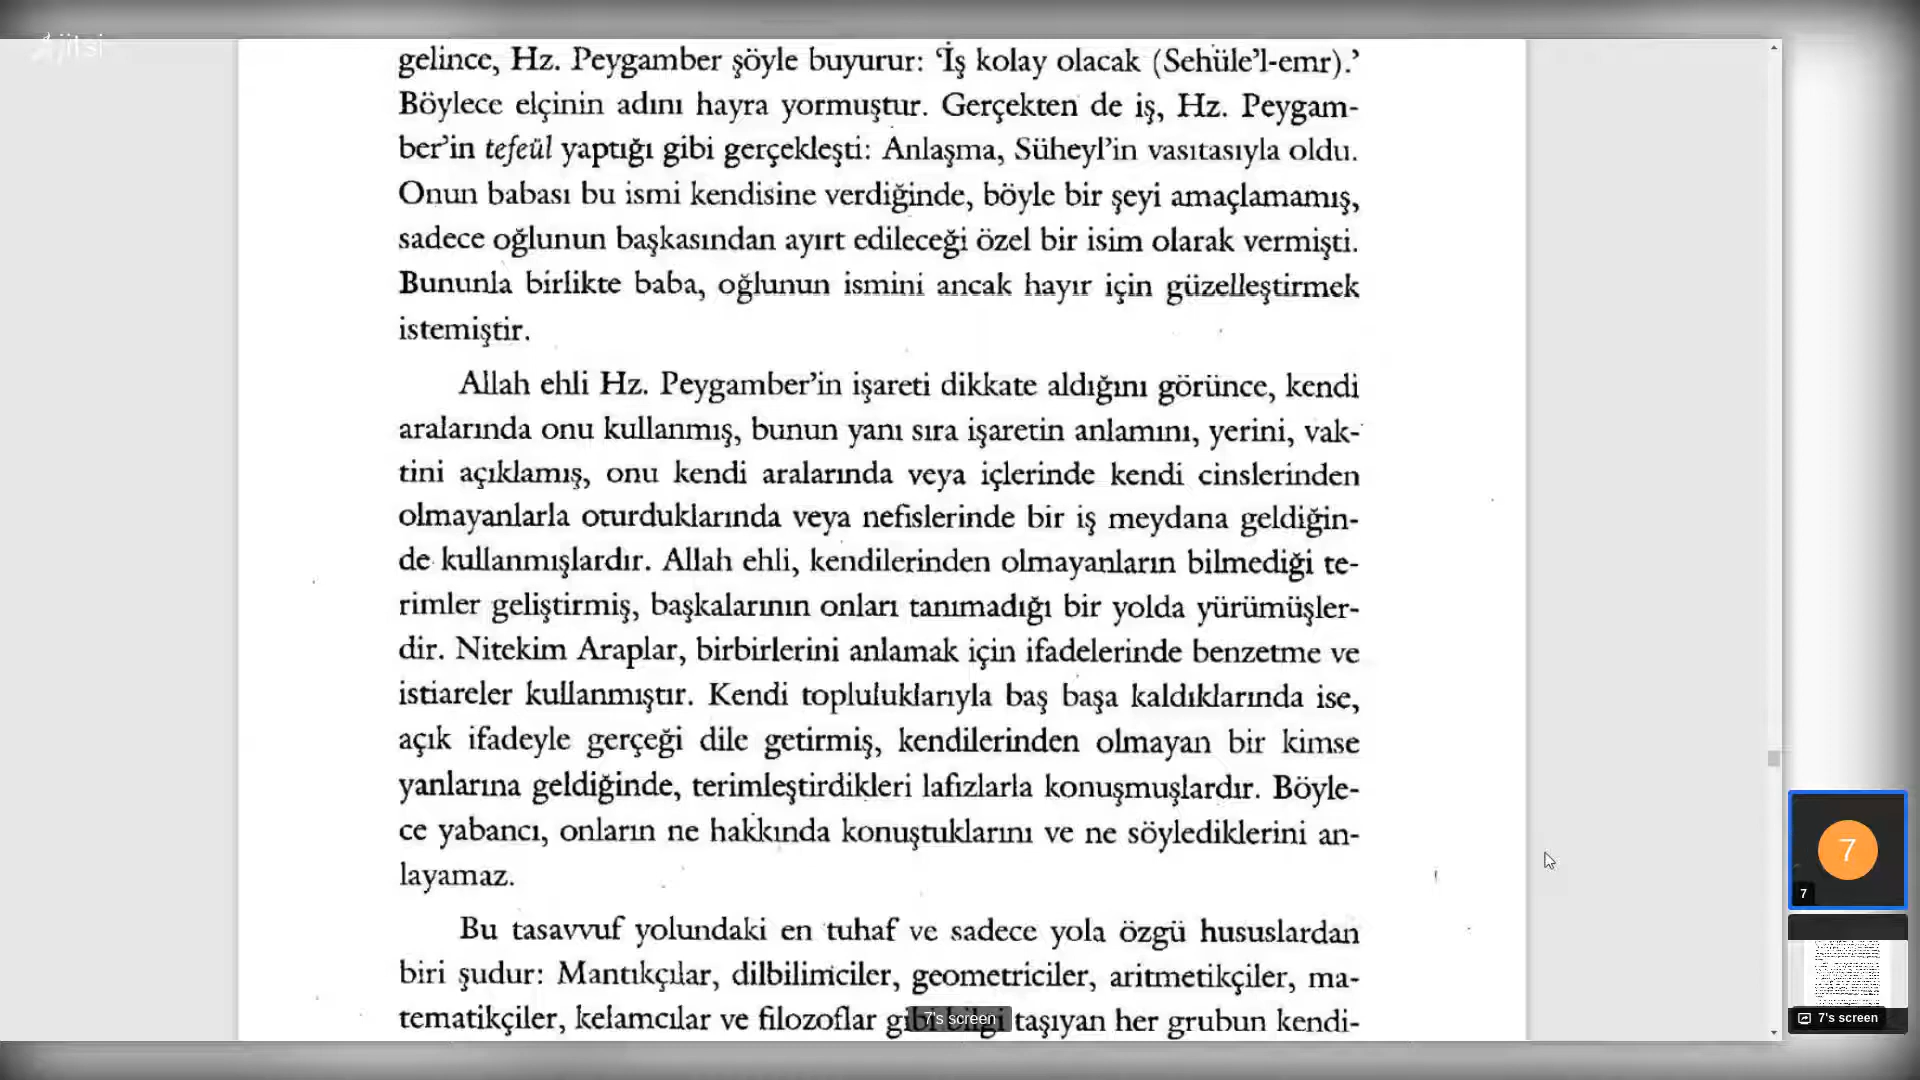 jitsi
gelince, Hz. Peygamber şöyle buyurur: ‘İş kolay olacak (Sehüle’l-emr).’
Böylece elçinin adını hayra yormuştur. Gerçekten de iş, Hz. Peygam-
ber’in tefeül yaptığı gibi gerçekleşti: Anlaşma, Süheyl’in vasıtasıyla oldu.
Onun babası bu ismi kendisine verdiğinde, böyle bir şeyi amaçlamamış,
sadece oğlunun başkasından ayırt edileceği özel bir isim olarak vermişti.
Bununla birlikte baba, oğlunun ismini ancak hayır için güzelleştirmek
istemiştir.
Allah ehli Hz. Peygamber’in işareti dikkate aldığını görünce, kendi
aralarında onu kullanmış, bunun yanı sıra işaretin anlamını, yerini, vak-
tini açıklamış, onu kendi aralarında veya içlerinde kendi cinslerinden
olmayanlarla oturduklarında veya nefislerinde bir iş meydana geldiğin-
de kullanmışlardır. Allah ehli, kendilerinden olmayanların bilmediği te-
rimler geliştirmiş, başkalarının onları tanımadığı bir yolda yürümüşler-
dir. Nitekim Araplar, birbirlerini anlamak için ifadelerinde benzetme ve
istiareler kullanmıştır. Kendi topluluklarıyla baş başa kaldıklarında ise,
açık ifadeyle gerçeği dile getirmiş, kendilerinden olmayan bir kimse
yanlarına geldiğinde, terimleştirdikleri lafızlarla konuşmuşlardır. Böyle-
ce yabancı, onların ne hakkında konuştuklarını ve ne söylediklerini an-
layamaz.
Bu tasavvuf yolundaki en tuhaf ve sadece yola özgü hususlardan
biri şudur: Mantıkçılar, dilbilimciler, geometriciler, aritmetikçiler, ma-
tematikçiler, kelamcılar ve filozoflar gibi bilgi taşıyan her grubun kendi-
7's screen
7
7
7's screen